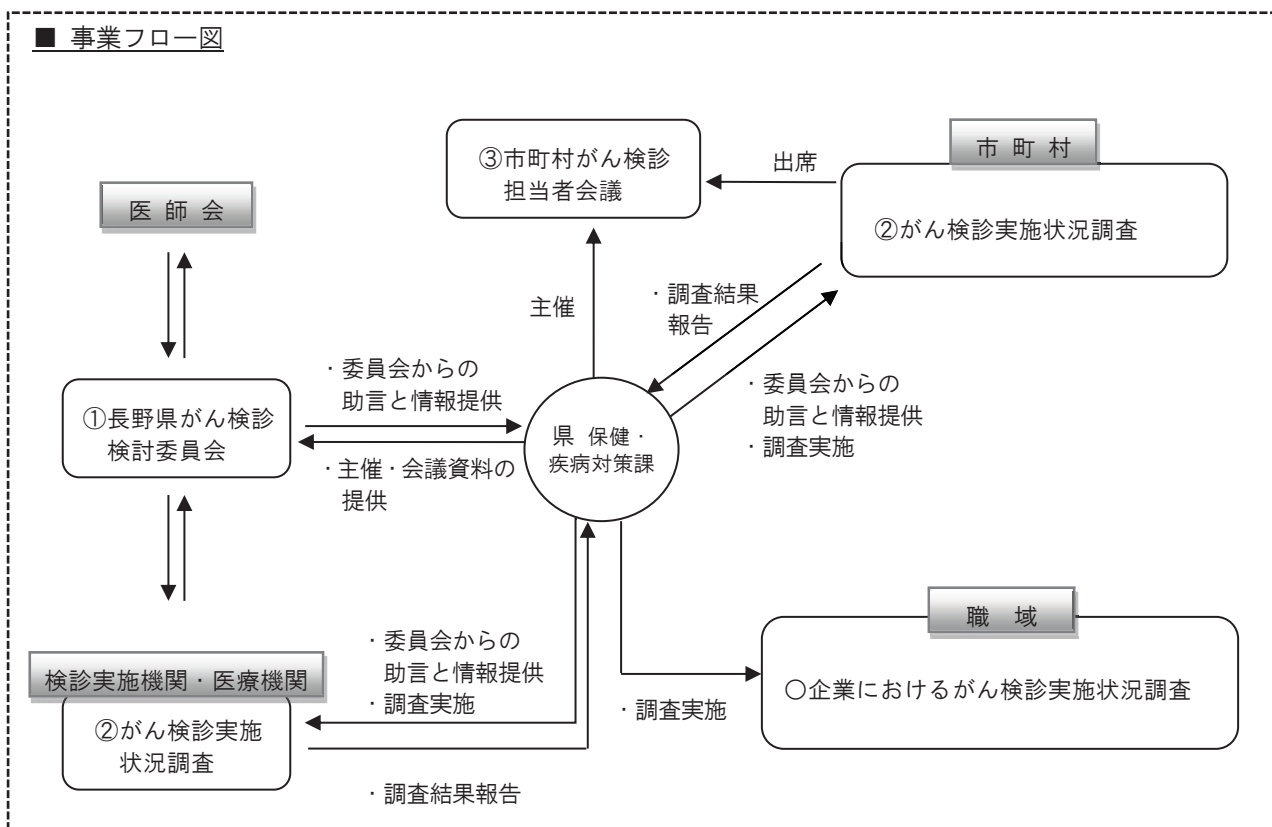 ■ 事業フロー図
③市町村がん検診
担当者会議
市 町 村
出席
②がん検診実施状況調査
医 師 会
主催
・調査結果
報告
・委員会からの
助言と情報提供
①長野県がん検診
検討委員会
・主催・会議資料の
提供
県 保健・
疾病対策課
・委員会からの
助言と情報提供
・調査実施
検診実施機関・医療機関
②がん検診実施
状況調査
・委員会からの
助言と情報提供
・調査実施
・調査結果報告
・調査実施
職 域
○企業におけるがん検診実施状況調査